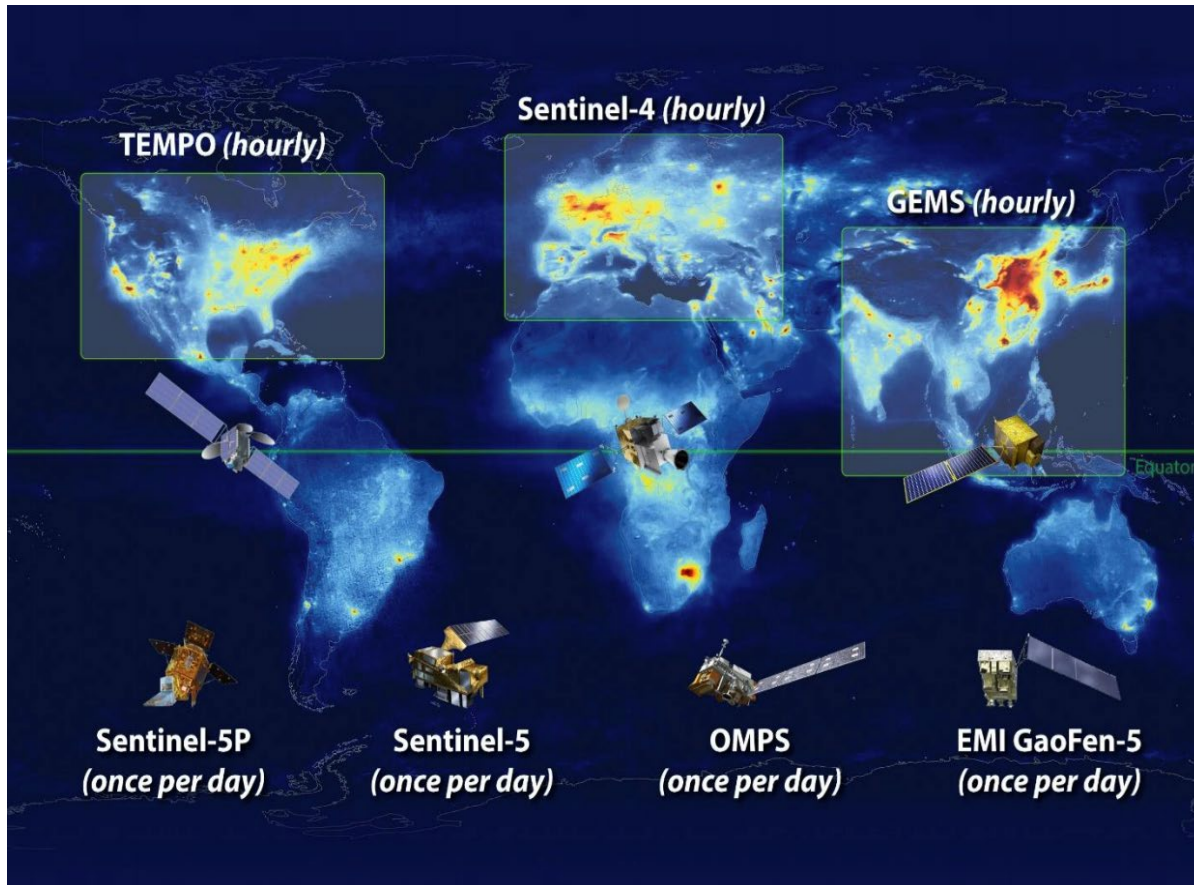 Sentinel-4 (hourly)
TEMPO (hourly)
GEMS (hourly)
Equator
Sentinel-5P
(once per day)
Sentinel-5
(once per day)
OMPS
(once per day)
EMI GaoFen-5
(once per day)